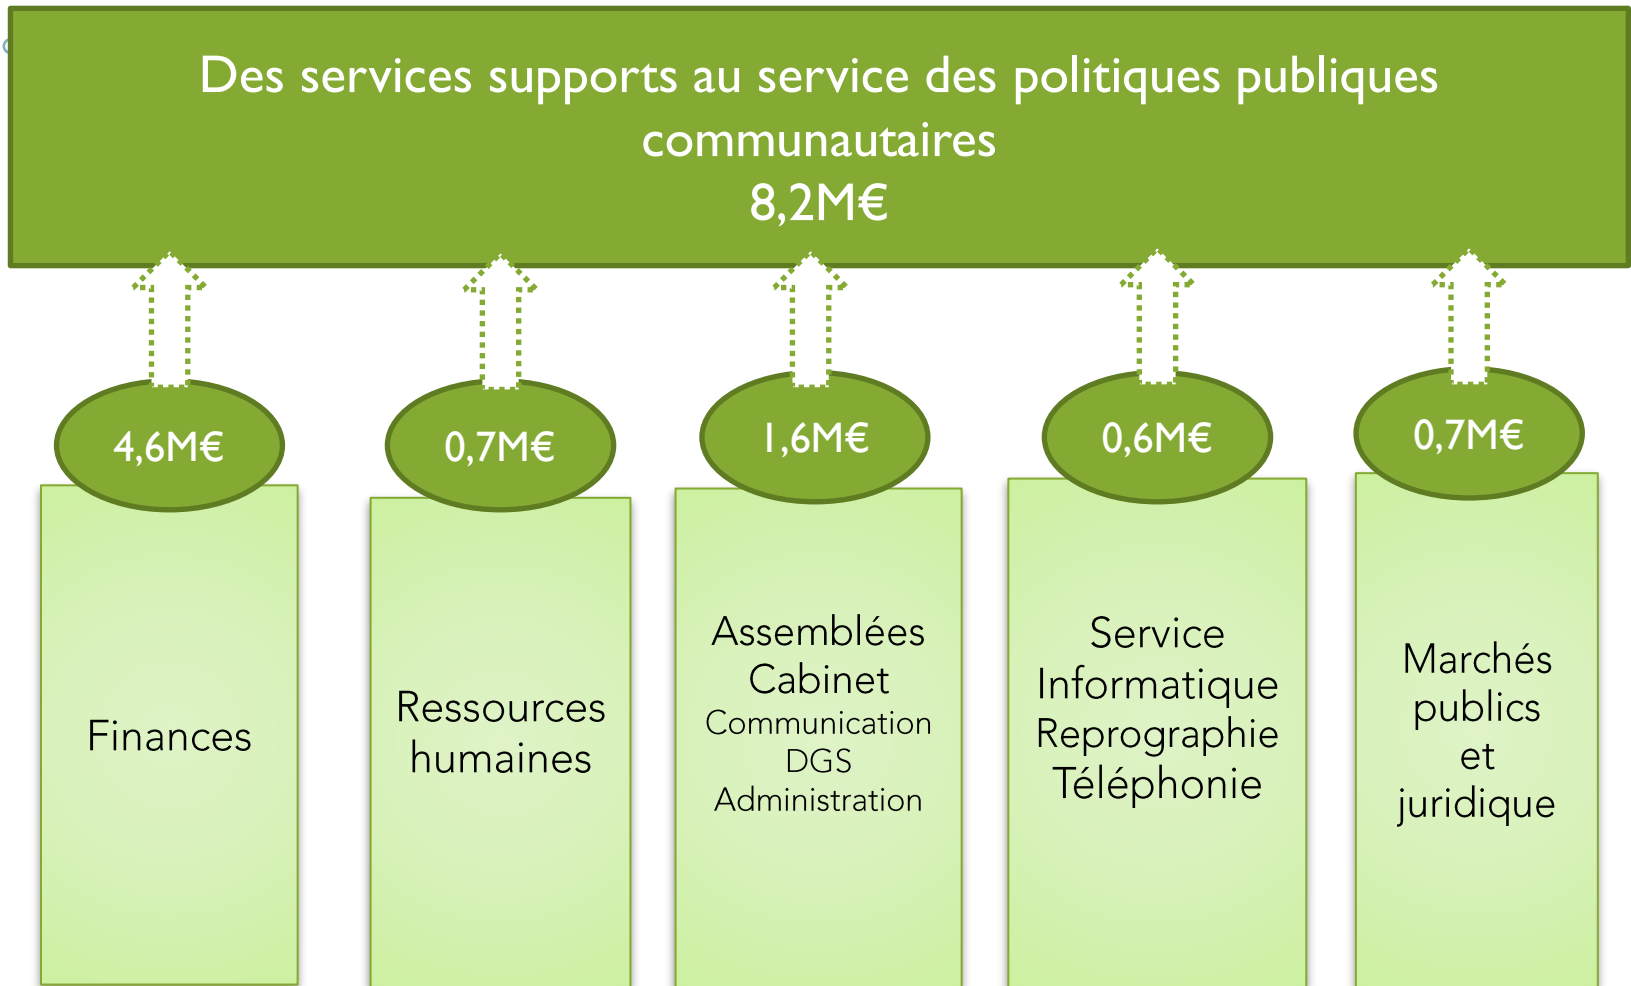 Des services supports au service des politiques publiques
communautaires
8,2M€
4,6M€
0,7M€
1,6M€
0,6M€
0,7M€
Finances
Ressources
humaines
Assemblées
Cabinet
Communication
DGS
Administration
Service
Informatique
Reprographie
Téléphonie
Marchés
publics
et
juridique